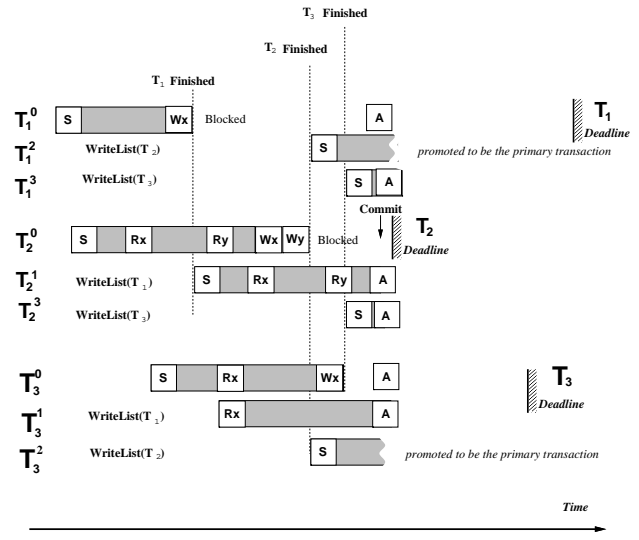 T3 Finished
T2 Finished
T1 Finished
T1^0 S Wx Blocked A T1 Deadline
T1^2 WriteList(T2) S promoted to be the primary transaction
T1^3 WriteList(T3) S A
Commit
T2^0 S Rx Ry Wx Wy Blocked T2 Deadline
T2^1 WriteList(T1) S Rx Ry A
T2^3 WriteList(T3) S A
T3^0 S Rx Wx A T3 Deadline
T3^1 WriteList(T1) Rx A
T3^2 WriteList(T2) S promoted to be the primary transaction
Time